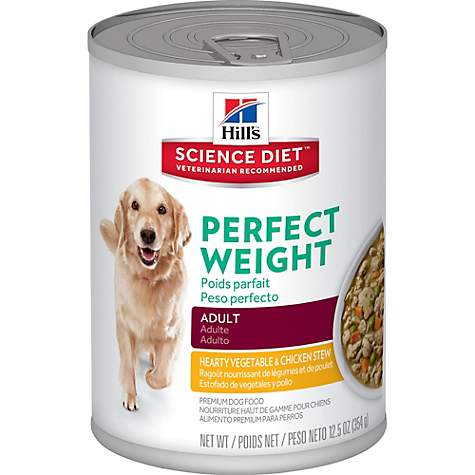 Hill's
SCIENCE DIET™
VETERINARIAN RECOMMENDED
PERFECT
WEIGHT
Poids parfait
Peso perfecto
ADULT
Adulte
Adulto
HEARTY VEGETABLE & CHICKEN STEW
Ragoût nourrissant de légumes et de poulet
Estofado de vegetales y pollo
PREMIUM DOG FOOD
NOURRITURE HAUT DE GAMME POUR CHIENS
ALIMENTO PREMIUM PARA PERROS
NET WT / POIDS NET / PESO NETO 12.5 OZ (354 g)